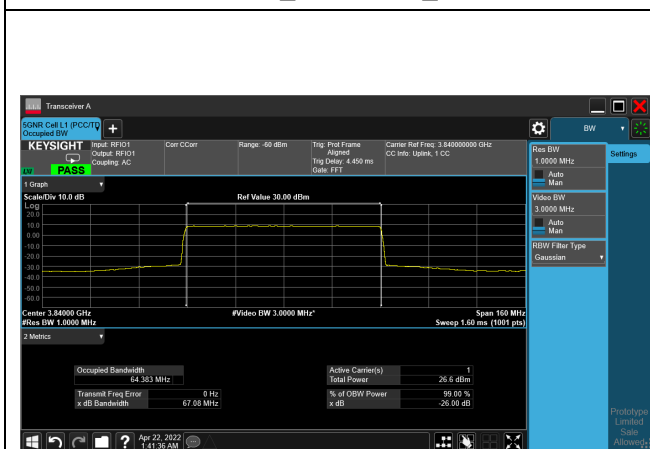 Transceiver A
5GNR Cell L1 (PCC/TD
Occupied BW
BW
KEYSIGHT
Input: RFIO1
Output: RFIO1
Coupling: AC
Corr CCorr
Range: -60 dBm
Trig: Prot Frame
Aligned
Trig Delay: 4.450 ms
Gate: FFT
Carrier Ref Freq: 3.840000000 GHz
CC Info: Uplink, 1 CC
PASS
Res BW
1.0000 MHz
Auto
Man
Settings
Video BW
3.0000 MHz
Auto
Man
RBW Filter Type
Gaussian
1 Graph
Scale/Div 10.0 dB
Ref Value 30.00 dBm
Log
20.0
10.0
0.00
-10.0
-20.0
-30.0
-40.0
-50.0
-60.0
Center 3.84000 GHz
#Video BW 3.0000 MHz*
Span 160 MHz
#Res BW 1.0000 MHz
Sweep 1.60 ms (1001 pts)
2 Metrics
Occupied Bandwidth
64.383 MHz
Active Carrier(s) 1
Total Power 26.6 dBm
Transmit Freq Error 0 Hz
x dB Bandwidth 67.08 MHz
% of OBW Power 99.00 %
x dB -26.00 dB
Prototype
Limited
Sale
Allowed
Apr 22, 2022
1:41:36 AM